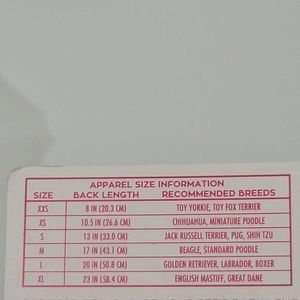 APPAREL SIZE INFORMATION
SIZE BACK LENGTH RECOMMENDED BREEDS
XXS 8 IN (20.3 CM) TOY YORKIE, TOY FOX TERRIER
XS 10.5 IN (26.6 CM) CHIHUAHUA, MINIATURE POODLE
S 13 IN (33.0 CM) JACK RUSSELL TERRIER, PUG, SHIH TZU
M 17 IN (43.1 CM) BEAGLE, STANDARD POODLE
L 20 IN (50.8 CM) GOLDEN RETRIEVER, LABRADOR, BOXER
XL 23 IN (58.4 CM) ENGLISH MASTIFF, GREAT DANE